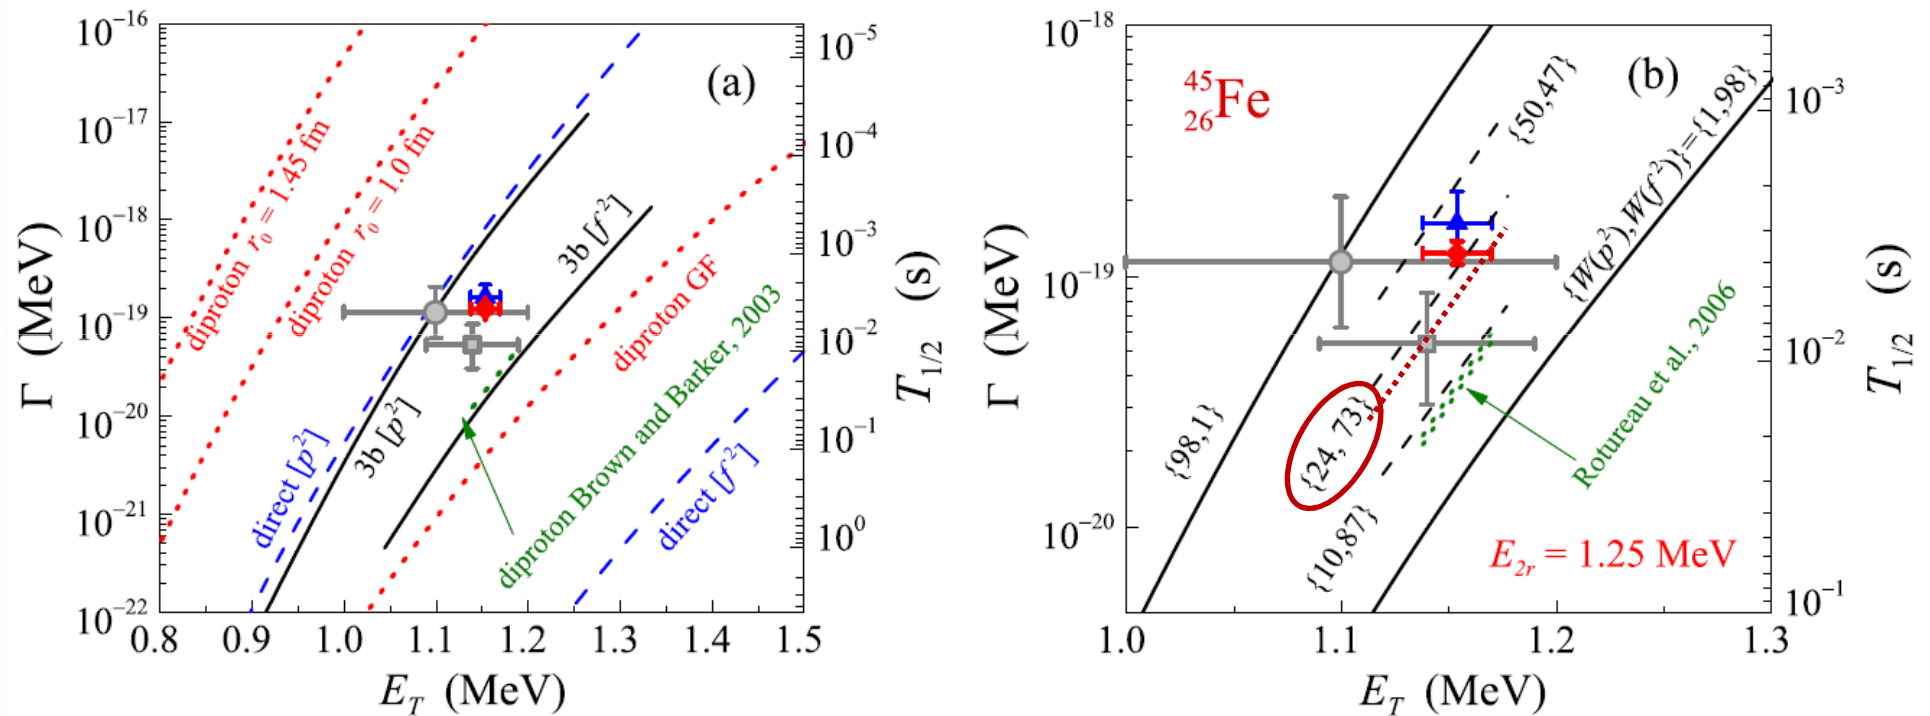 (a)
10⁻¹⁶
10⁻¹⁷
10⁻¹⁸
10⁻¹⁹
10⁻²⁰
10⁻²¹
10⁻²²
Γ (MeV)
0.8 0.9 1.0 1.1 1.2 1.3 1.4 1.5
E_T (MeV)
10⁻⁵
10⁻⁴
10⁻³
10⁻²
10⁻¹
10⁰
T₁/₂ (s)
diproton r₀ = 1.45 fm
diproton r₀ = 1.0 fm
direct [p²]
3b [p²]
3b [f²]
diproton GF
diproton Brown and Barker, 2003
direct [f²]
(b)
⁴⁵₂₆Fe
10⁻¹⁸
10⁻¹⁹
10⁻²⁰
Γ (MeV)
1.0 1.1 1.2 1.3
E_T (MeV)
10⁻³
10⁻²
10⁻¹
T₁/₂ (s)
{98,1}
{50,47}
{24, 73}
{10,87}
{W(p²),W(f²)}={1,98}
Rotureau et al., 2006
E₂ᵣ = 1.25 MeV